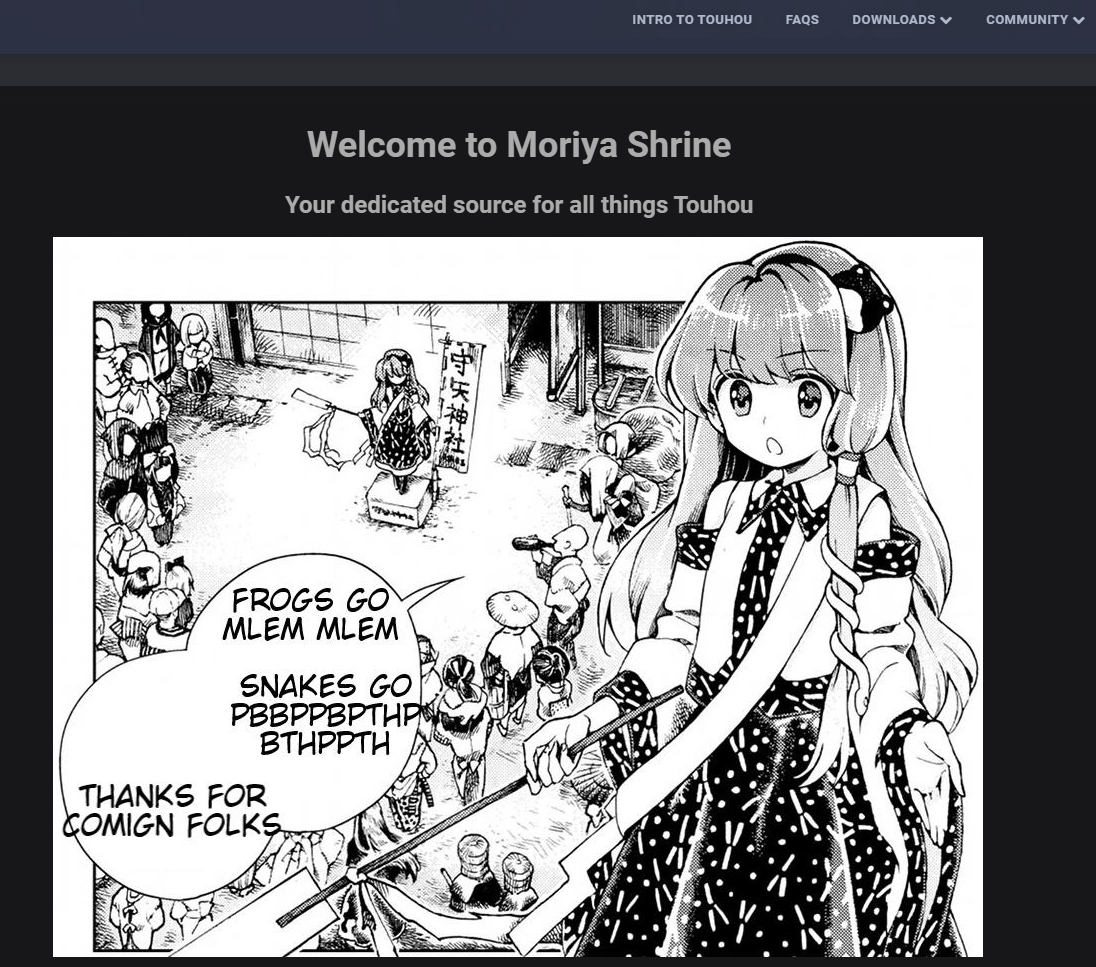 INTRO TO TOUHOU FAQS DOWNLOADS COMMUNITY
Welcome to Moriya Shrine
Your dedicated source for all things Touhou
守矢神社
FROGS GO
MLEM MLEM
SNAKES GO
PBBPPBPTHP
BTHPPTH
THANKS FOR
COMIGN FOLKS